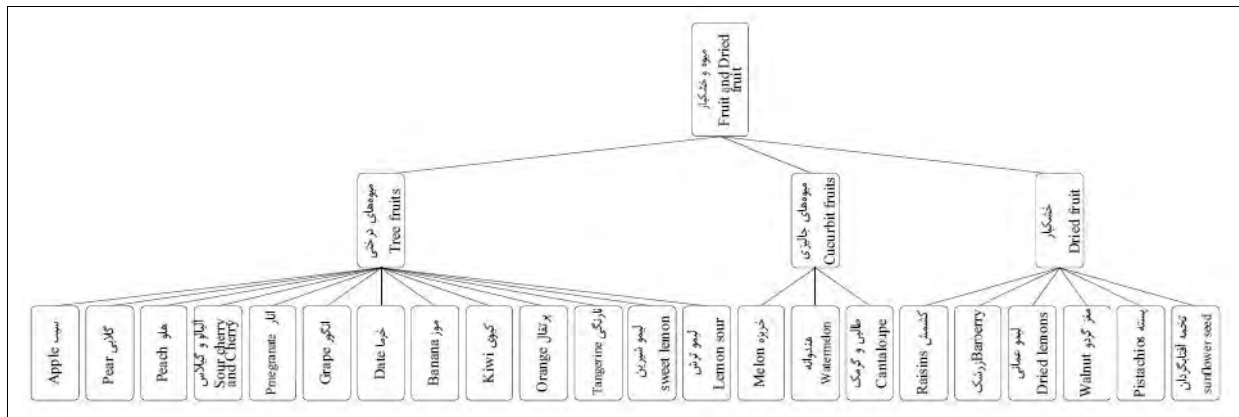 میوه و خشکبار
Fruit and Dried
fruit
میوه‌های درختی
Tree fruits
میوه‌های جالیزی
Cucurbit fruits
خشکبار
Dried fruit
سیب Apple
گلابی Pear
هلو Peach
آلبالو و گیلاس
Sour cherry
and Cherry
انار Pmegranate
انگور Grape
خرما Date
موز Banana
کیوی Kiwi
پرتقال Orange
نارنگی Tangerine
لیمو شیرین
sweet lemon
لیمو ترش
Lemon sour
خربزه Melon
هندوانه
Watermelon
طالبی و گرمک
Cantaloupe
کشمش Raisins
زرشک Barberry
لیمو عمانی
Dried lemons
مغز گردو Walnut
پسته Pistachios
تخمه آفتابگردان
sunflower seed